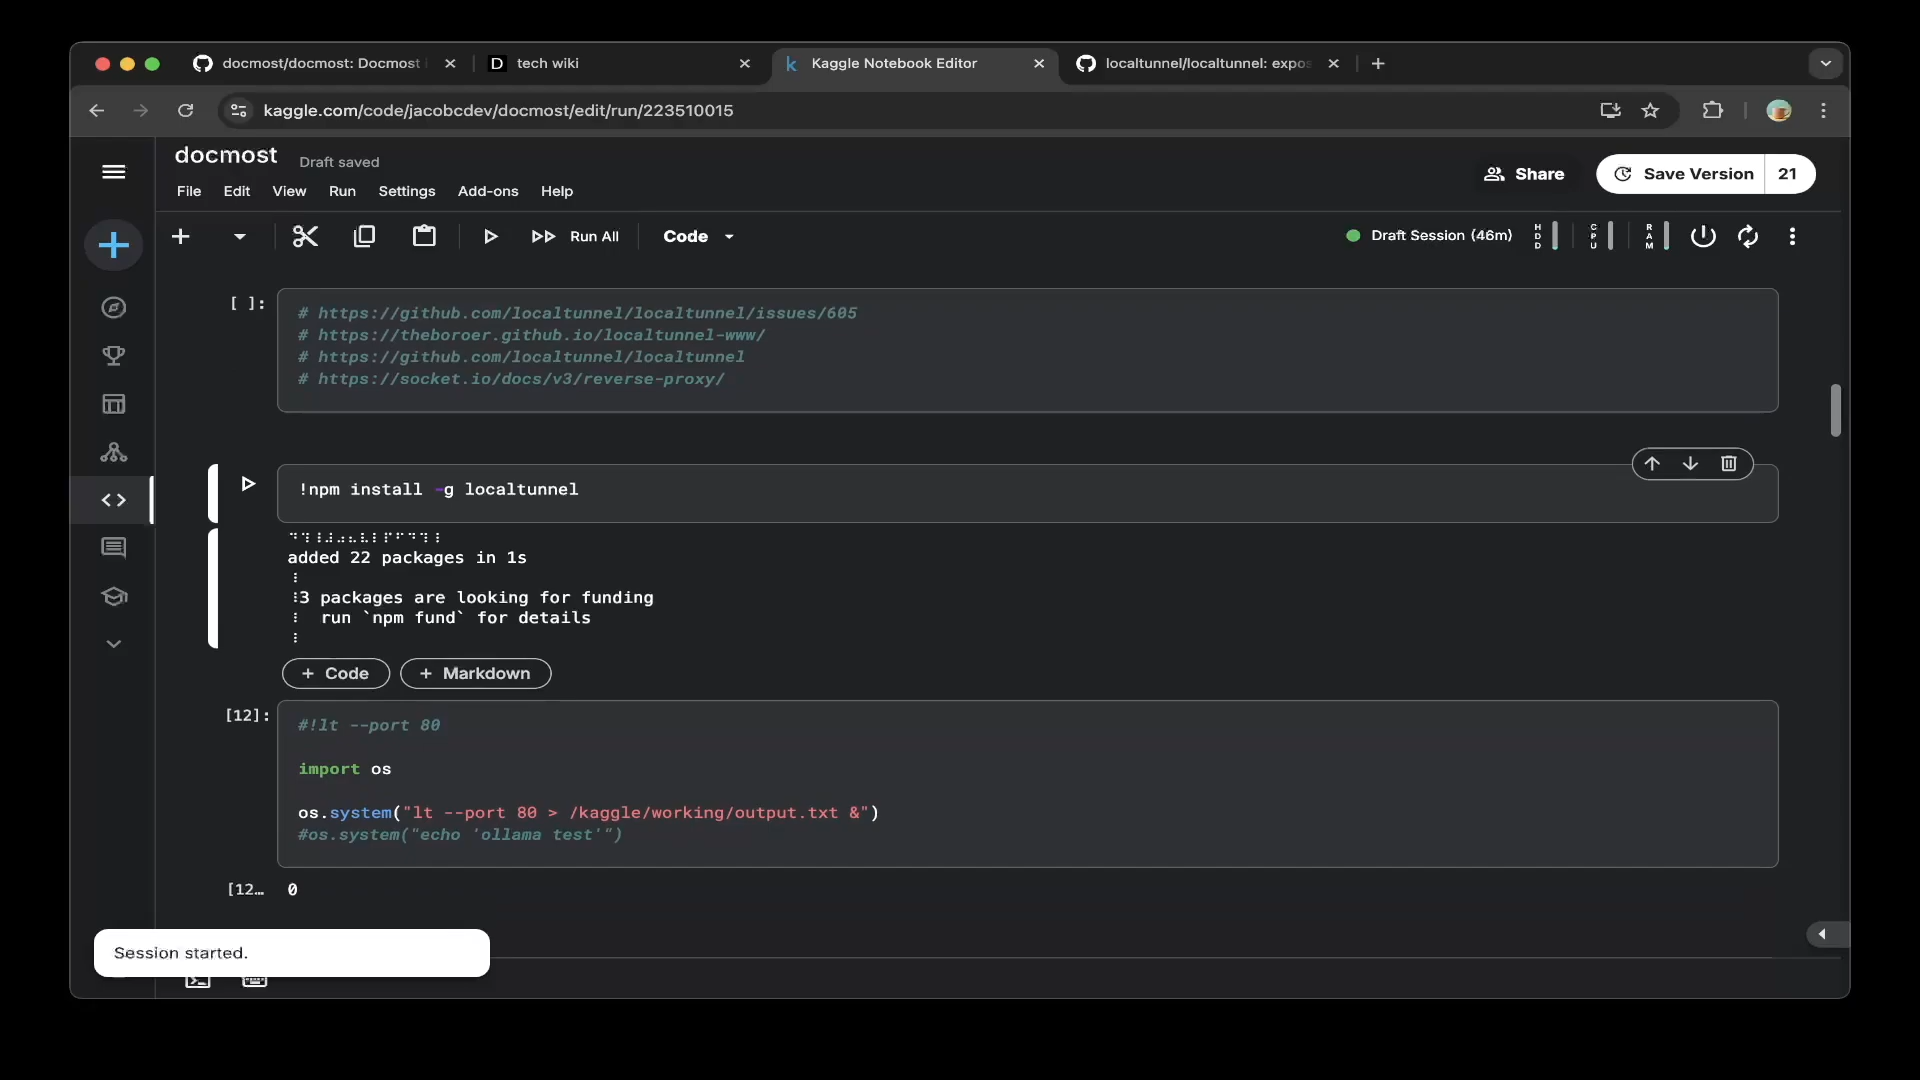 docmost/docmost: Docmost
D tech wiki
Kaggle Notebook Editor
localtunnel/localtunnel: expos
kaggle.com/code/jacobcdev/docmost/edit/run/223510015
docmost Draft saved
File Edit View Run Settings Add-ons Help
Share
Save Version 21
Run All
Code
Draft Session (46m)
HDD
CPU
RAM
[ ]:
# https://github.com/localtunnel/localtunnel/issues/605
# https://theboroer.github.io/localtunnel-www/
# https://github.com/localtunnel/localtunnel
# https://socket.io/docs/v3/reverse-proxy/
!npm install -g localtunnel
added 22 packages in 1s
3 packages are looking for funding
run `npm fund` for details
+ Code
+ Markdown
[12]:
#!lt --port 80
import os
os.system("lt --port 80 > /kaggle/working/output.txt &")
#os.system("echo 'ollama test'")
[12…
0
Session started.